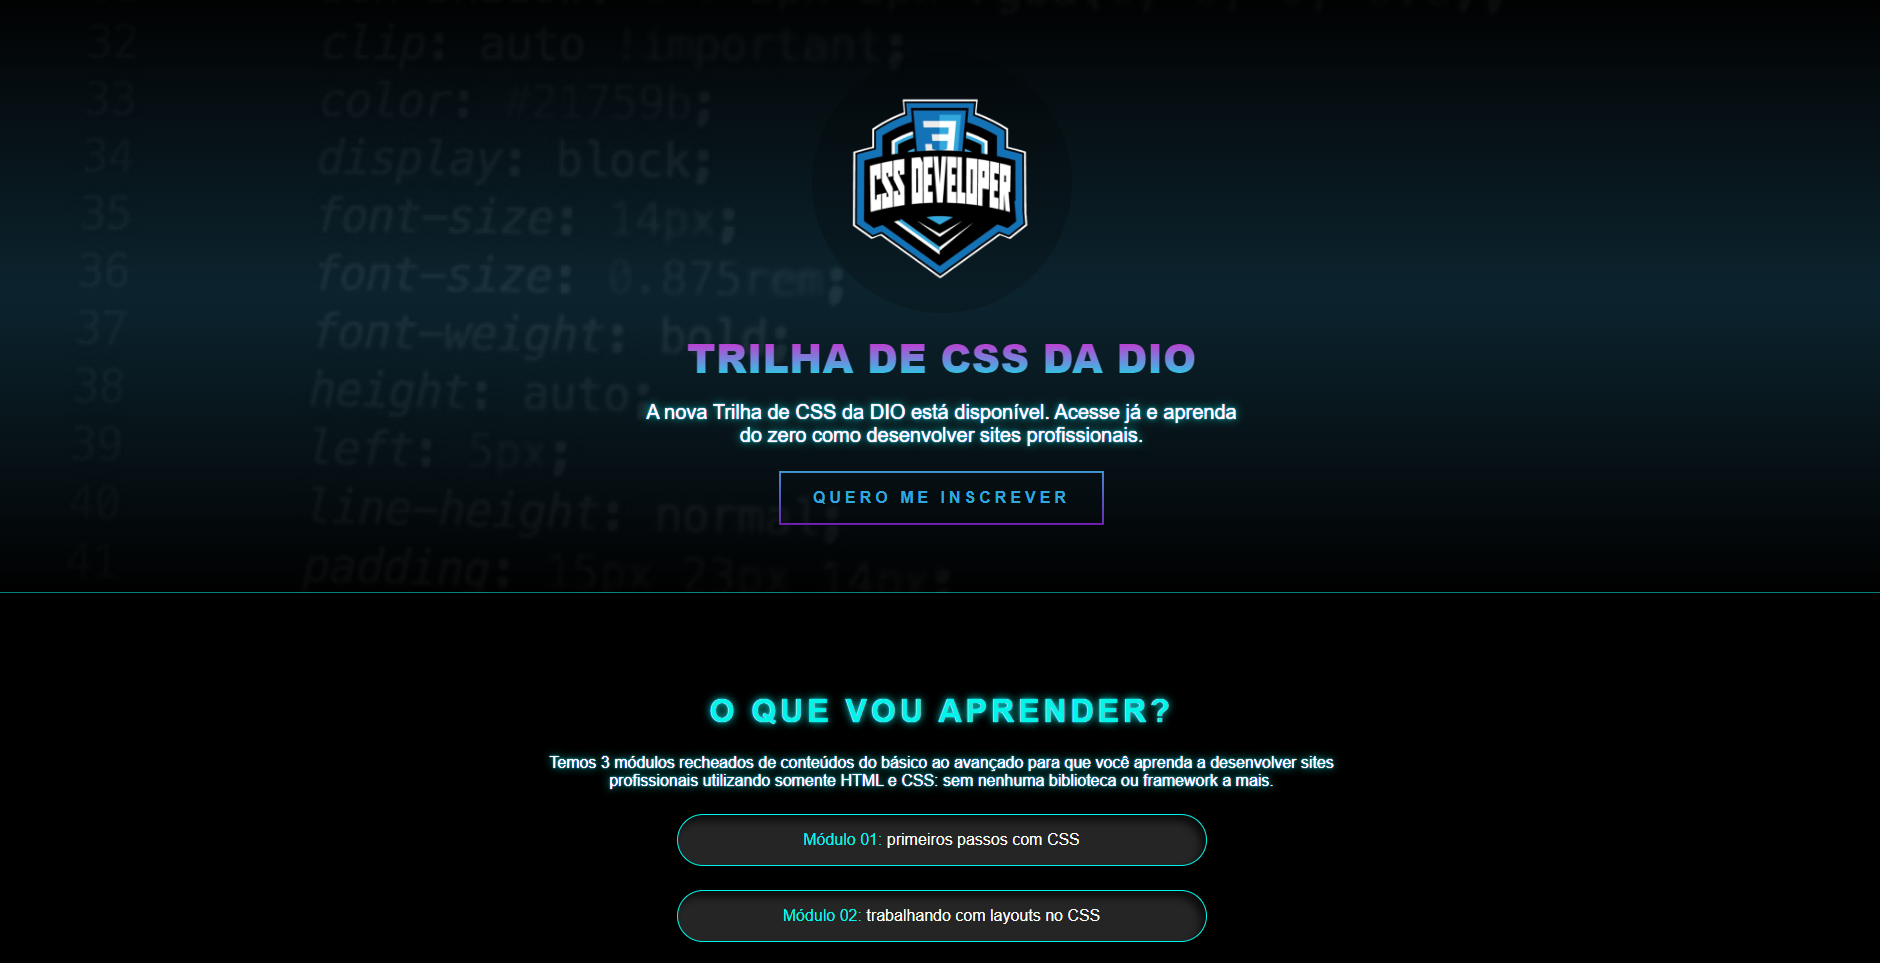 32 clip: auto !important;
33 color: #21759b;
34 display: block;
35 font-size: 14px;
36 font-size: 0.875rem;
37 font-weight: bold;
38 height: auto;
39 left: 5px;
40 line-height: normal;
41 padding: 15px 23px 14px;
3
CSS DEVELOPER
TRILHA DE CSS DA DIO
A nova Trilha de CSS da DIO está disponível. Acesse já e aprenda
do zero como desenvolver sites profissionais.
QUERO ME INSCREVER
O QUE VOU APRENDER?
Temos 3 módulos recheados de conteúdos do básico ao avançado para que você aprenda a desenvolver sites
profissionais utilizando somente HTML e CSS: sem nenhuma biblioteca ou framework a mais.
Módulo 01: primeiros passos com CSS
Módulo 02: trabalhando com layouts no CSS